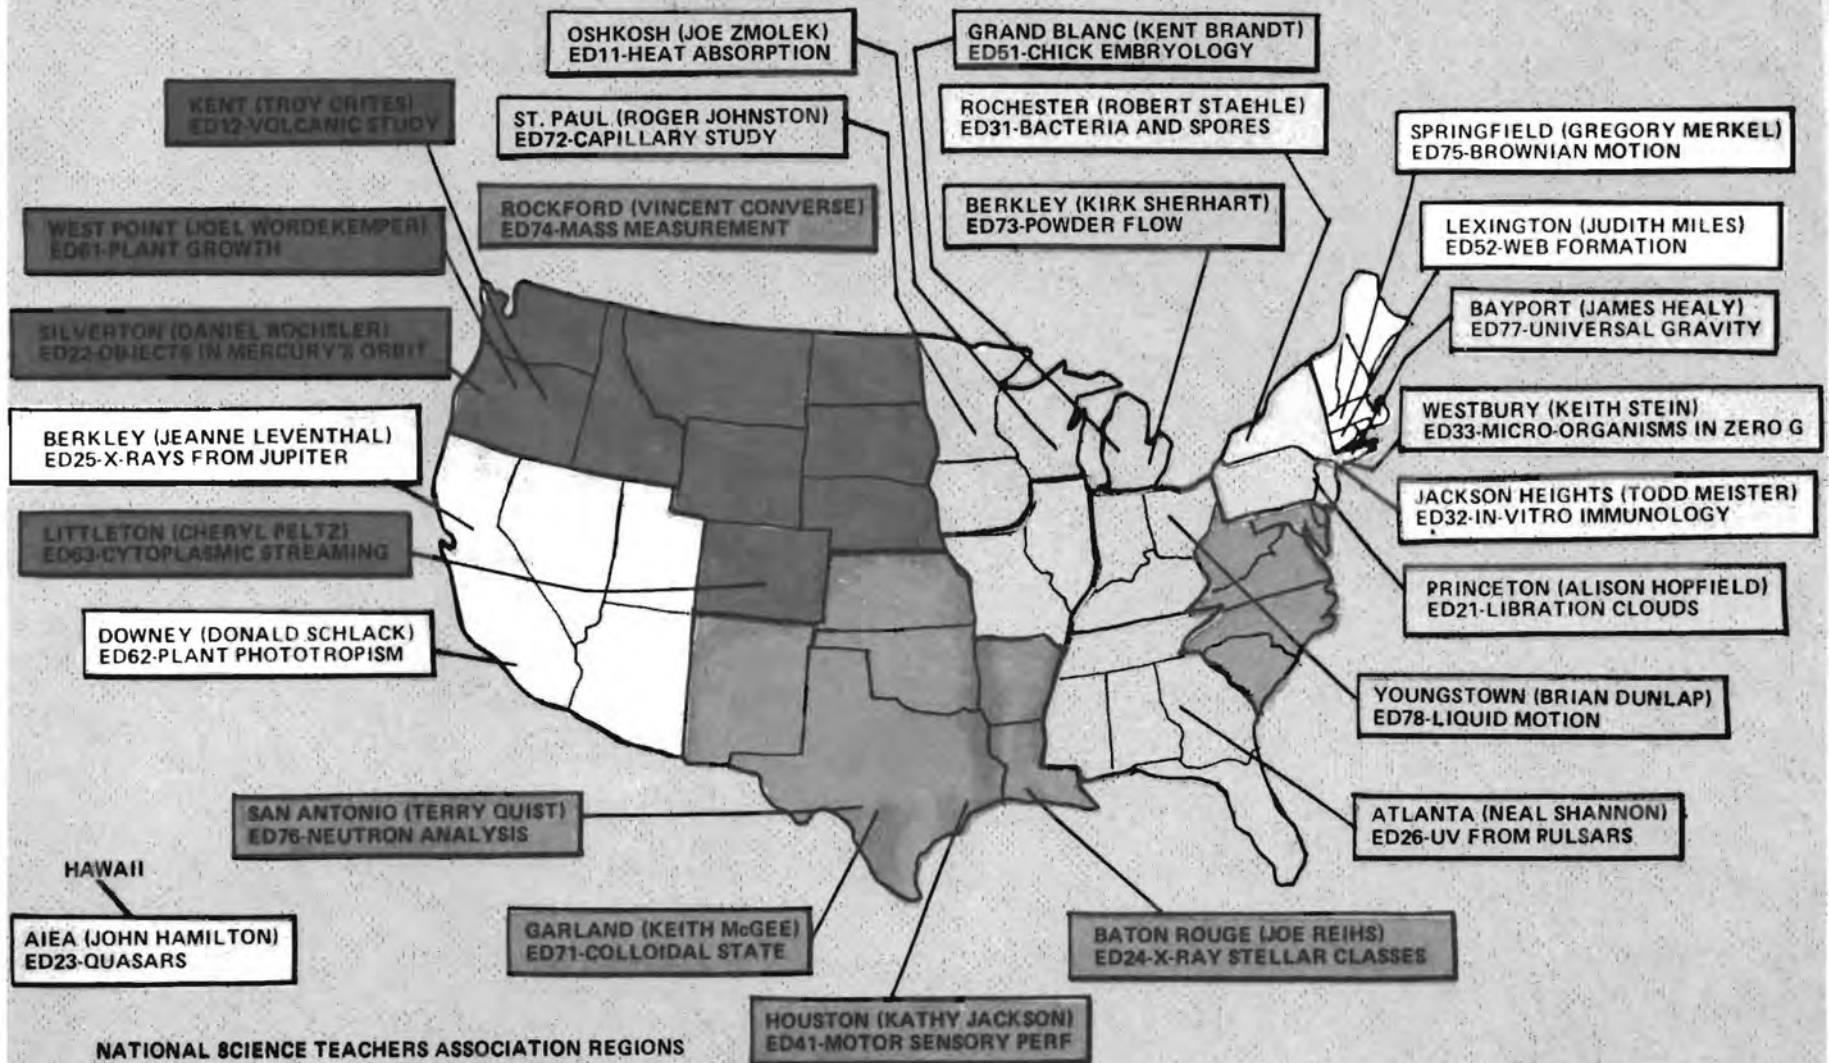 OSHKOSH (JOE ZMOLEK)
ED11-HEAT ABSORPTION
GRAND BLANC (KENT BRANDT)
ED51-CHICK EMBRYOLOGY
KENT (TROY CRITES)
ED12-VOLCANIC STUDY
ST. PAUL (ROGER JOHNSTON)
ED72-CAPILLARY STUDY
ROCHESTER (ROBERT STAEHLE)
ED31-BACTERIA AND SPORES
SPRINGFIELD (GREGORY MERKEL)
ED75-BROWNIAN MOTION
WEST POINT (JOEL WORDEKEMPER)
ED61-PLANT GROWTH
ROCKFORD (VINCENT CONVERSE)
ED74-MASS MEASUREMENT
BERKLEY (KIRK SHERHART)
ED73-POWDER FLOW
LEXINGTON (JUDITH MILES)
ED52-WEB FORMATION
SILVERTON (DANIEL BOCHSLER)
ED22-OBJECTS IN MERCURY'S ORBIT
BAYPORT (JAMES HEALY)
ED77-UNIVERSAL GRAVITY
BERKLEY (JEANNE LEVENTHAL)
ED25-X-RAYS FROM JUPITER
WESTBURY (KEITH STEIN)
ED33-MICRO-ORGANISMS IN ZERO G
LITTLETON (CHERYL PELTZ)
ED63-CYTOPLASMIC STREAMING
JACKSON HEIGHTS (TODD MEISTER)
ED32-IN-VITRO IMMUNOLOGY
PRINCETON (ALISON HOPFIELD)
ED21-LIBRATION CLOUDS
DOWNEY (DONALD SCHLACK)
ED62-PLANT PHOTOTROPISM
YOUNGSTOWN (BRIAN DUNLAP)
ED78-LIQUID MOTION
SAN ANTONIO (TERRY QUIST)
ED76-NEUTRON ANALYSIS
ATLANTA (NEAL SHANNON)
ED26-UV FROM PULSARS
HAWAII
AIEA (JOHN HAMILTON)
ED23-QUASARS
GARLAND (KEITH McGEE)
ED71-COLLOIDAL STATE
BATON ROUGE (JOE REIHS)
ED24-X-RAY STELLAR CLASSES
HOUSTON (KATHY JACKSON)
ED41-MOTOR SENSORY PERF
NATIONAL SCIENCE TEACHERS ASSOCIATION REGIONS